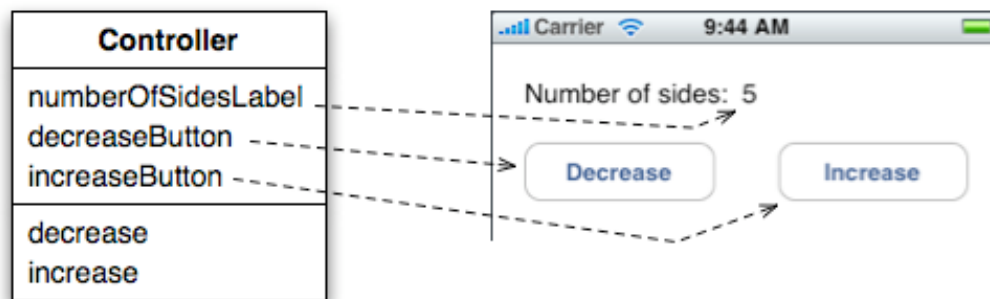 Controller
numberOfSidesLabel
decreaseButton
increaseButton
decrease
increase
Carrier 9:44 AM
Number of sides: 5
Decrease Increase